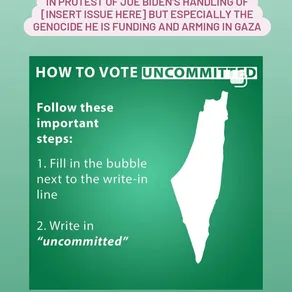 IN PROTEST OF JOE BIDEN'S HANDLING OF
[INSERT ISSUE HERE] BUT ESPECIALLY THE
GENOCIDE HE IS FUNDING AND ARMING IN GAZA
HOW TO VOTE UNCOMMITTED
Follow these
important
steps:
1. Fill in the bubble
next to the write-in
line
2. Write in
"uncommitted"